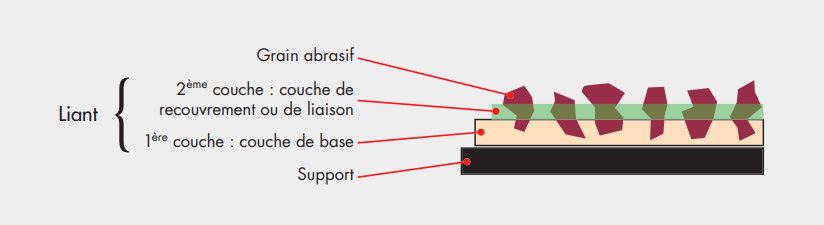 Grain abrasif
2ème couche : couche de
recouvrement ou de liaison
Liant
1ère couche : couche de base
Support